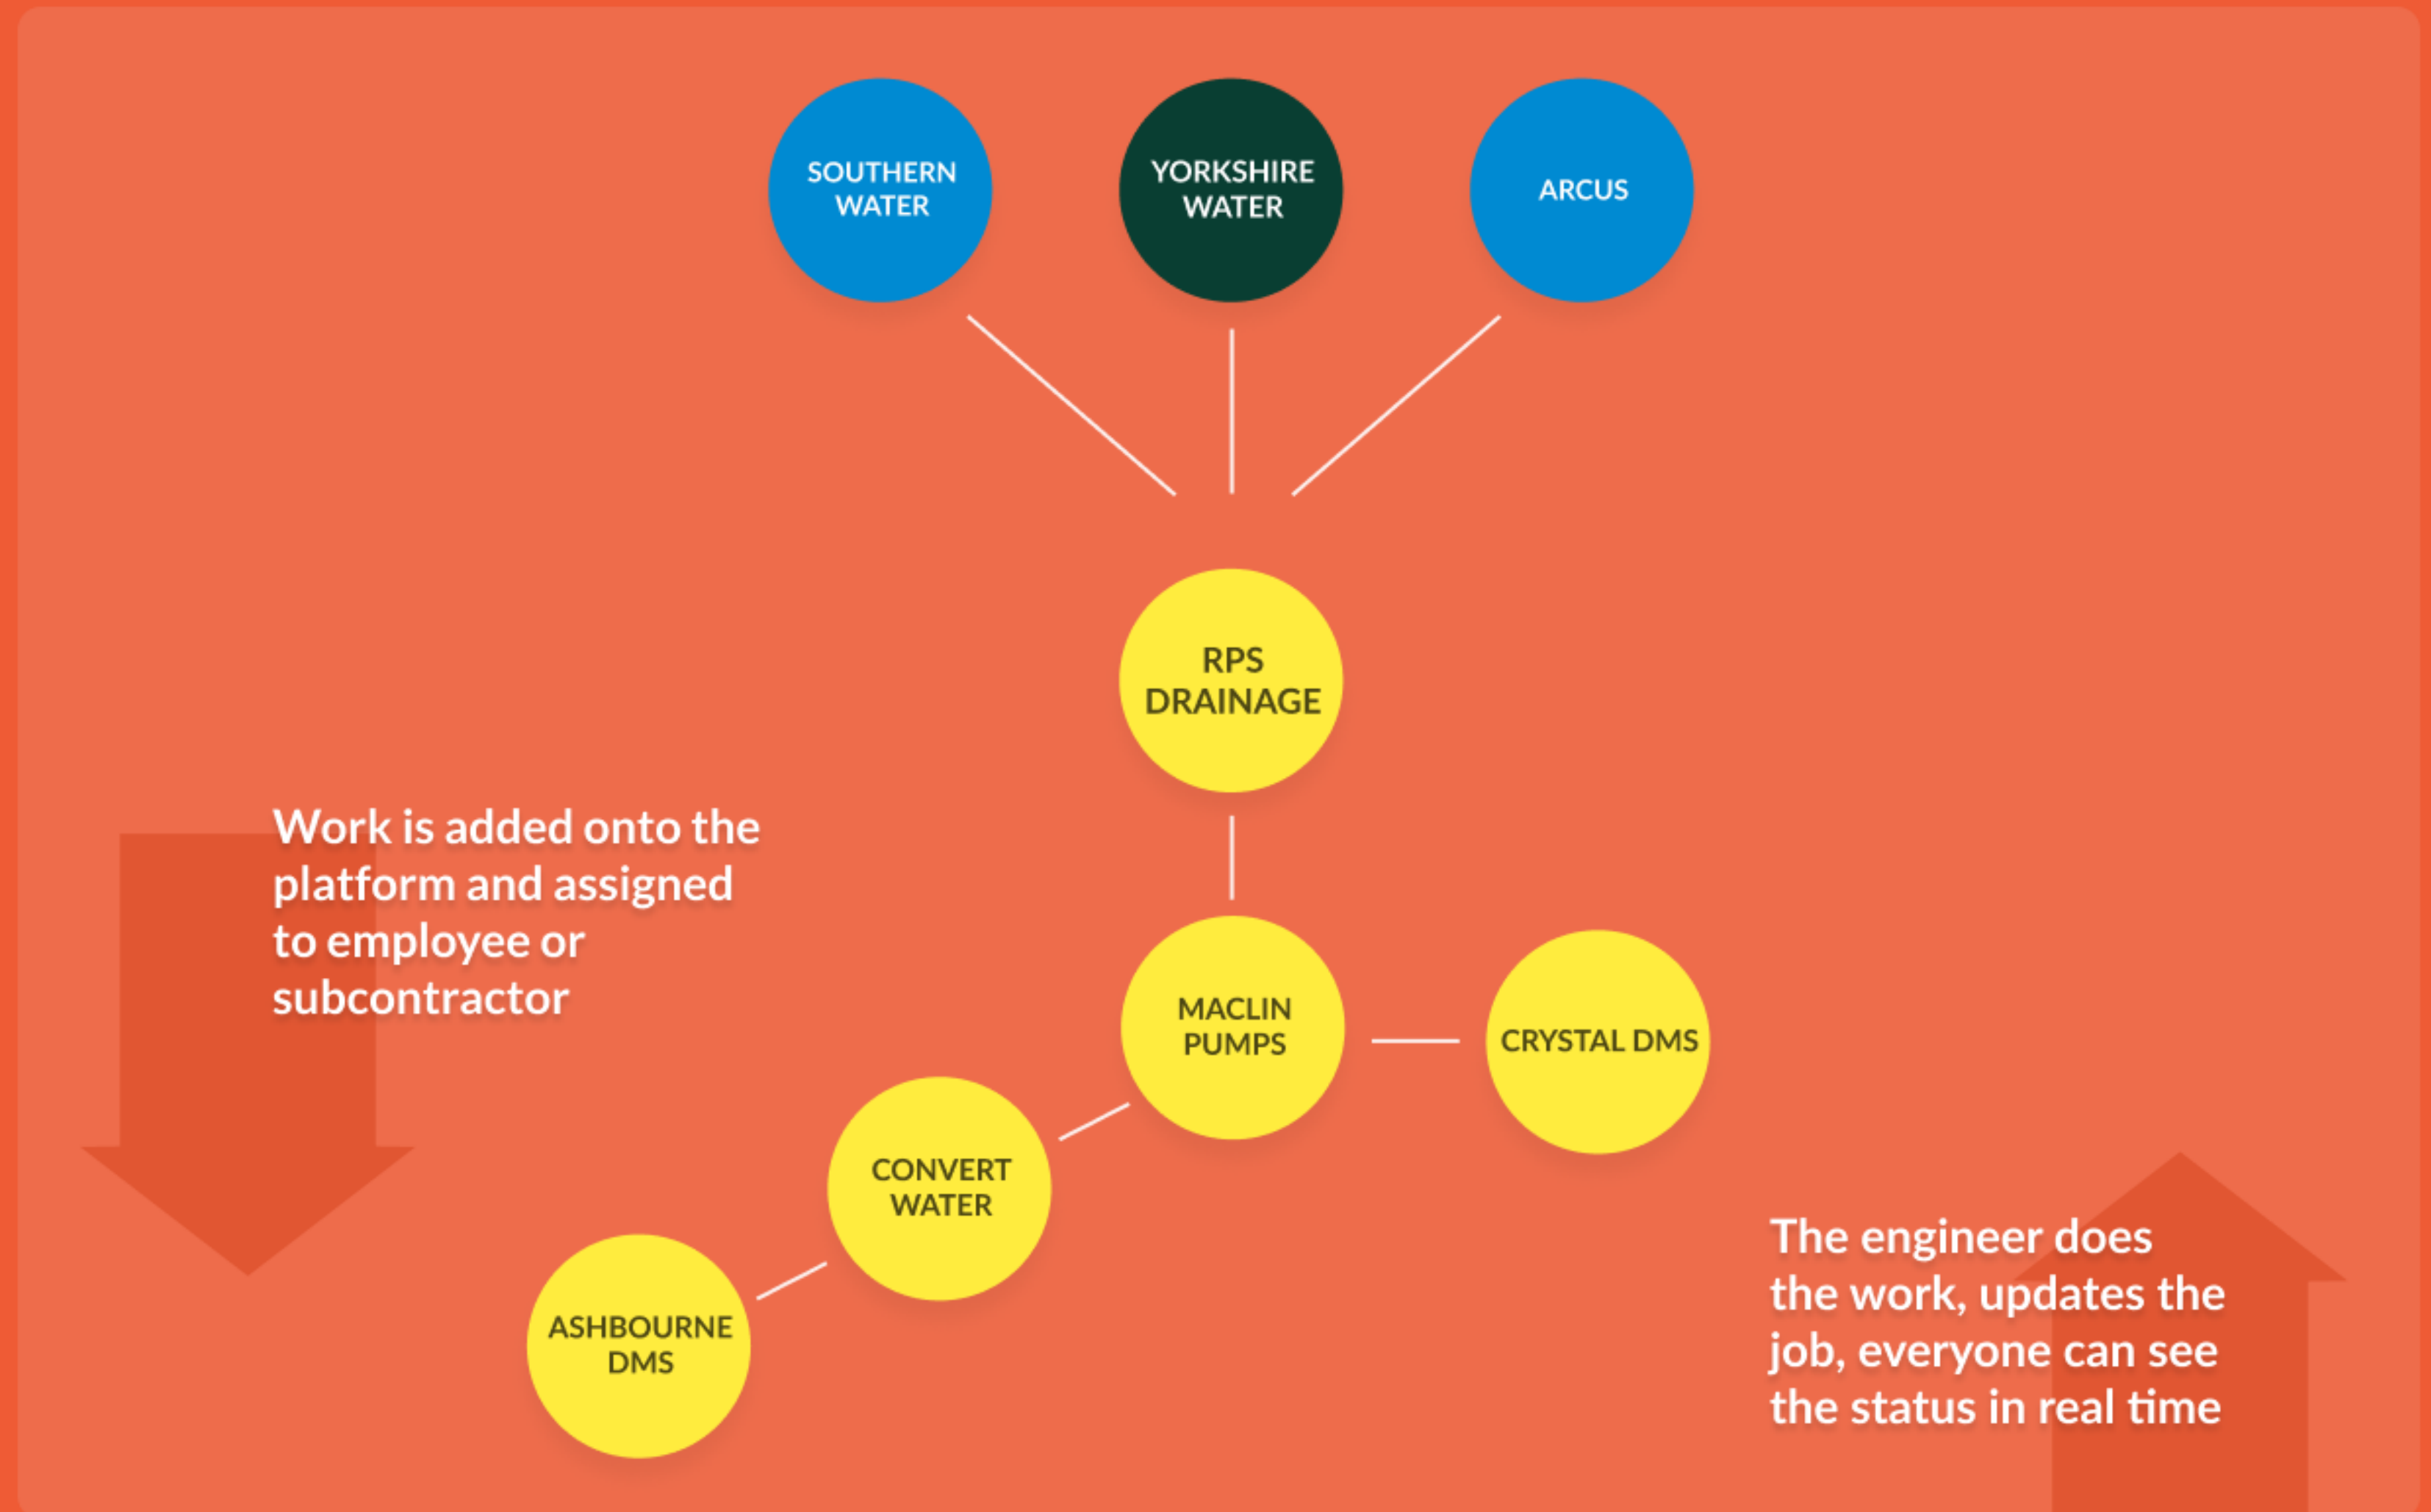 SOUTHERN
WATER
YORKSHIRE
WATER
ARCUS
RPS
DRAINAGE
Work is added onto the
platform and assigned
to employee or
subcontractor
MACLIN
PUMPS
CRYSTAL DMS
CONVERT
WATER
ASHBOURNE
DMS
The engineer does
the work, updates the
job, everyone can see
the status in real time